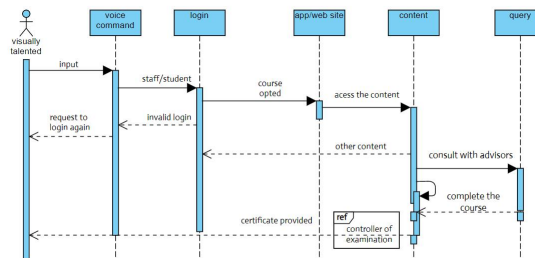 visually
talented
voice
command
login
app/web site
content
query
input
staff/student
course
opted
acess the content
invalid login
request to
login again
other content
consult with advisors
complete the
course
certificate provided
ref
controller of
examination